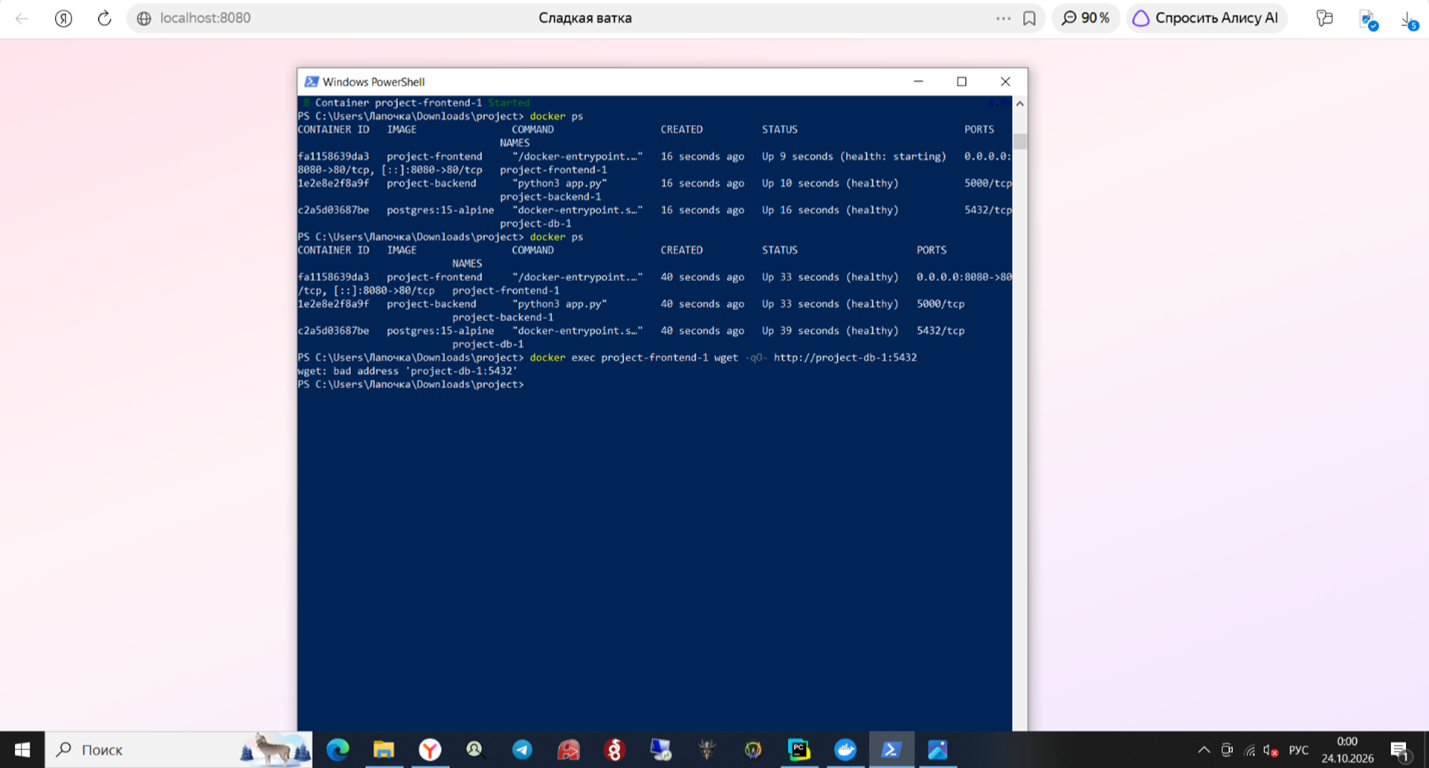 localhost:8080
Сладкая ватка
90 %
Спросить Алису AI
5
Windows PowerShell
Container project-frontend-1 Started
PS C:\Users\Лапочка\Downloads\project> docker ps
CONTAINER ID IMAGE COMMAND CREATED STATUS PORTS
NAMES
fa1158639da3 project-frontend "/docker-entrypoint.…" 16 seconds ago Up 9 seconds (health: starting) 0.0.0.0:
8080->80/tcp, [::]:8080->80/tcp project-frontend-1
1e2e8e2f8a9f project-backend "python3 app.py" 16 seconds ago Up 10 seconds (healthy) 5000/tcp
project-backend-1
c2a5d03687be postgres:15-alpine "docker-entrypoint.s…" 16 seconds ago Up 16 seconds (healthy) 5432/tcp
project-db-1
PS C:\Users\Лапочка\Downloads\project> docker ps
CONTAINER ID IMAGE COMMAND CREATED STATUS PORTS
NAMES
fa1158639da3 project-frontend "/docker-entrypoint.…" 40 seconds ago Up 33 seconds (healthy) 0.0.0.0:8080->80
/tcp, [::]:8080->80/tcp project-frontend-1
1e2e8e2f8a9f project-backend "python3 app.py" 40 seconds ago Up 33 seconds (healthy) 5000/tcp
project-backend-1
c2a5d03687be postgres:15-alpine "docker-entrypoint.s…" 40 seconds ago Up 39 seconds (healthy) 5432/tcp
project-db-1
PS C:\Users\Лапочка\Downloads\project> docker exec project-frontend-1 wget -qO- http://project-db-1:5432
wget: bad address 'project-db-1:5432'
PS C:\Users\Лапочка\Downloads\project>
Поиск
РУС
0:00
24.10.2026
1